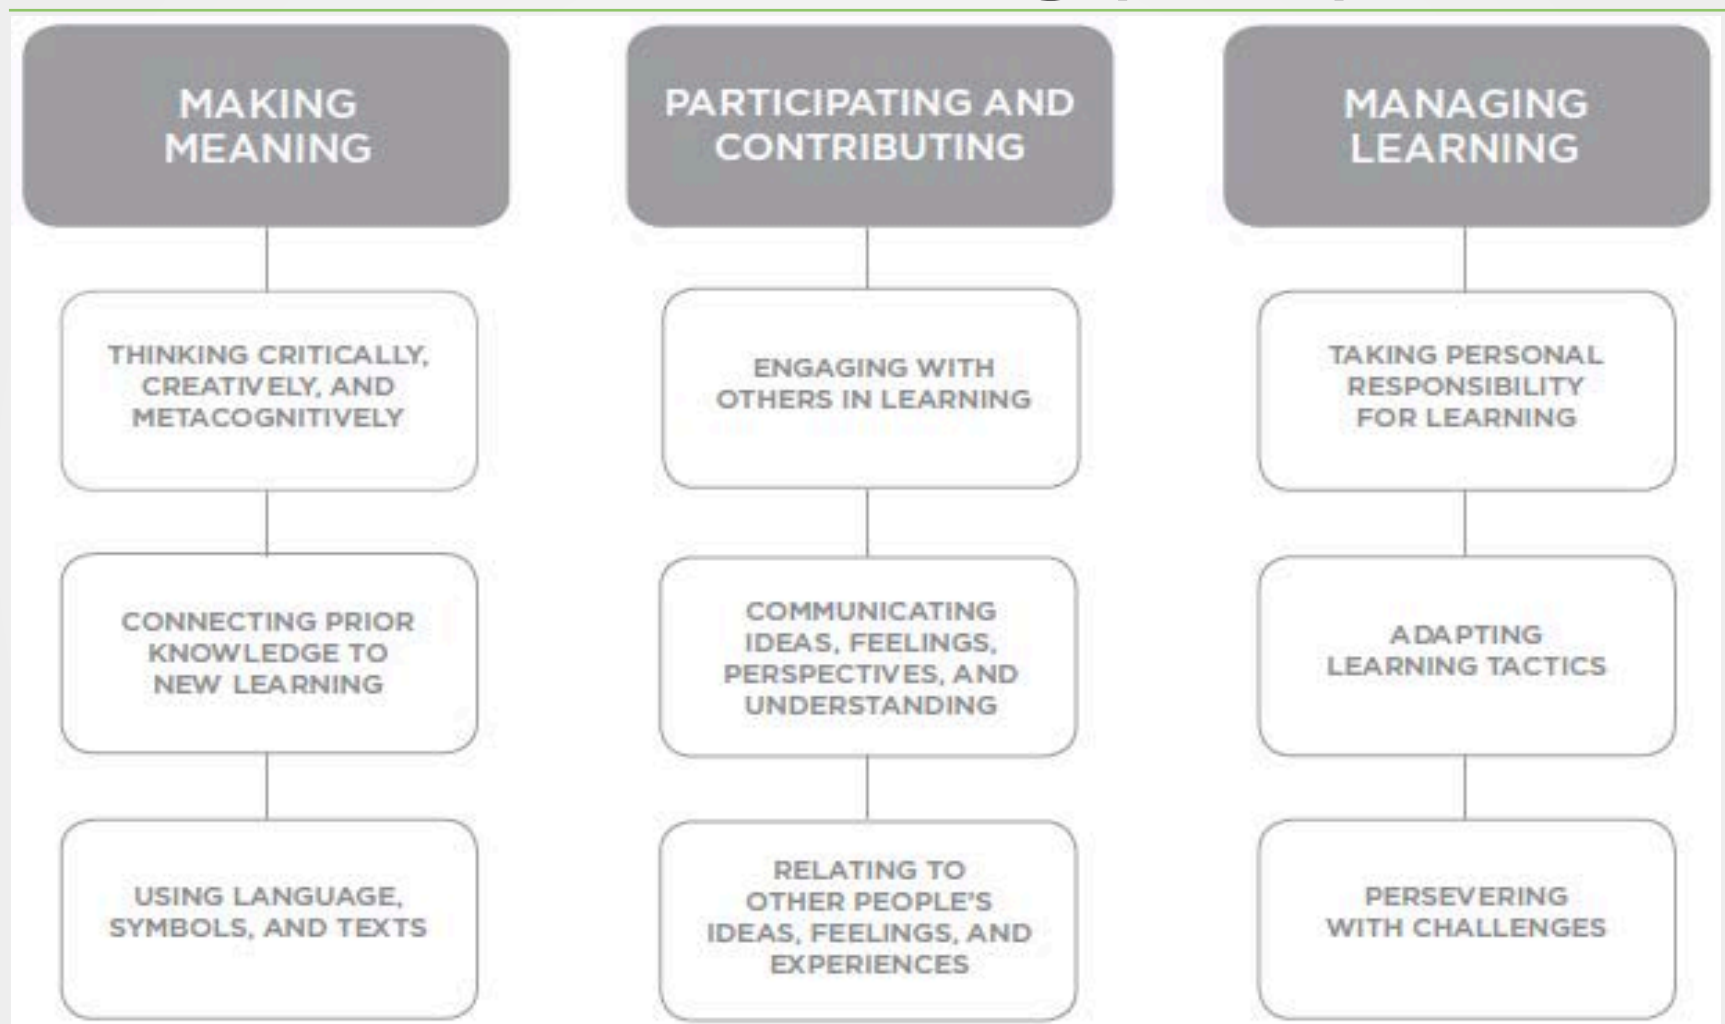 MAKING
MEANING
THINKING CRITICALLY,
CREATIVELY, AND
METACOGNITIVELY
CONNECTING PRIOR
KNOWLEDGE TO
NEW LEARNING
USING LANGUAGE,
SYMBOLS, AND TEXTS
PARTICIPATING AND
CONTRIBUTING
ENGAGING WITH
OTHERS IN LEARNING
COMMUNICATING
IDEAS, FEELINGS,
PERSPECTIVES, AND
UNDERSTANDING
RELATING TO
OTHER PEOPLE'S
IDEAS, FEELINGS, AND
EXPERIENCES
MANAGING
LEARNING
TAKING PERSONAL
RESPONSIBILITY
FOR LEARNING
ADAPTING
LEARNING TACTICS
PERSEVERING
WITH CHALLENGES